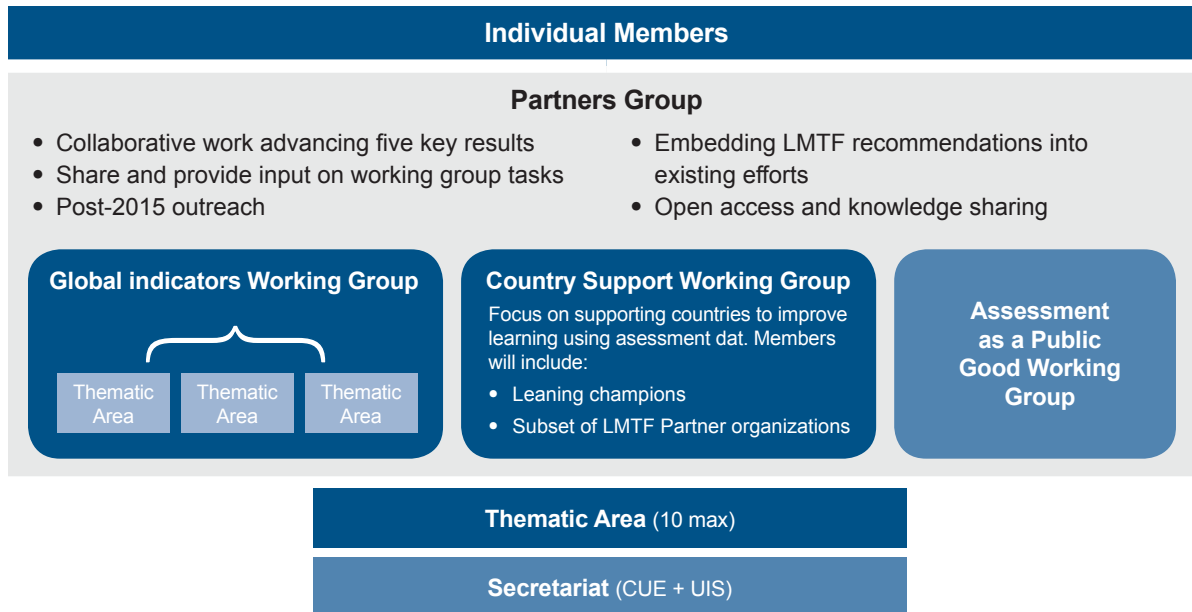 Individual Members
Partners Group
• Collaborative work advancing five key results
• Share and provide input on working group tasks
• Post-2015 outreach
• Embedding LMTF recommendations into
existing efforts
• Open access and knowledge sharing
Global indicators Working Group
Thematic
Area
Thematic
Area
Thematic
Area
Country Support Working Group
Focus on supporting countries to improve
learning using asessment dat. Members
will include:
• Leaning champions
• Subset of LMTF Partner organizations
Assessment
as a Public
Good Working
Group
Thematic Area (10 max)
Secretariat (CUE + UIS)